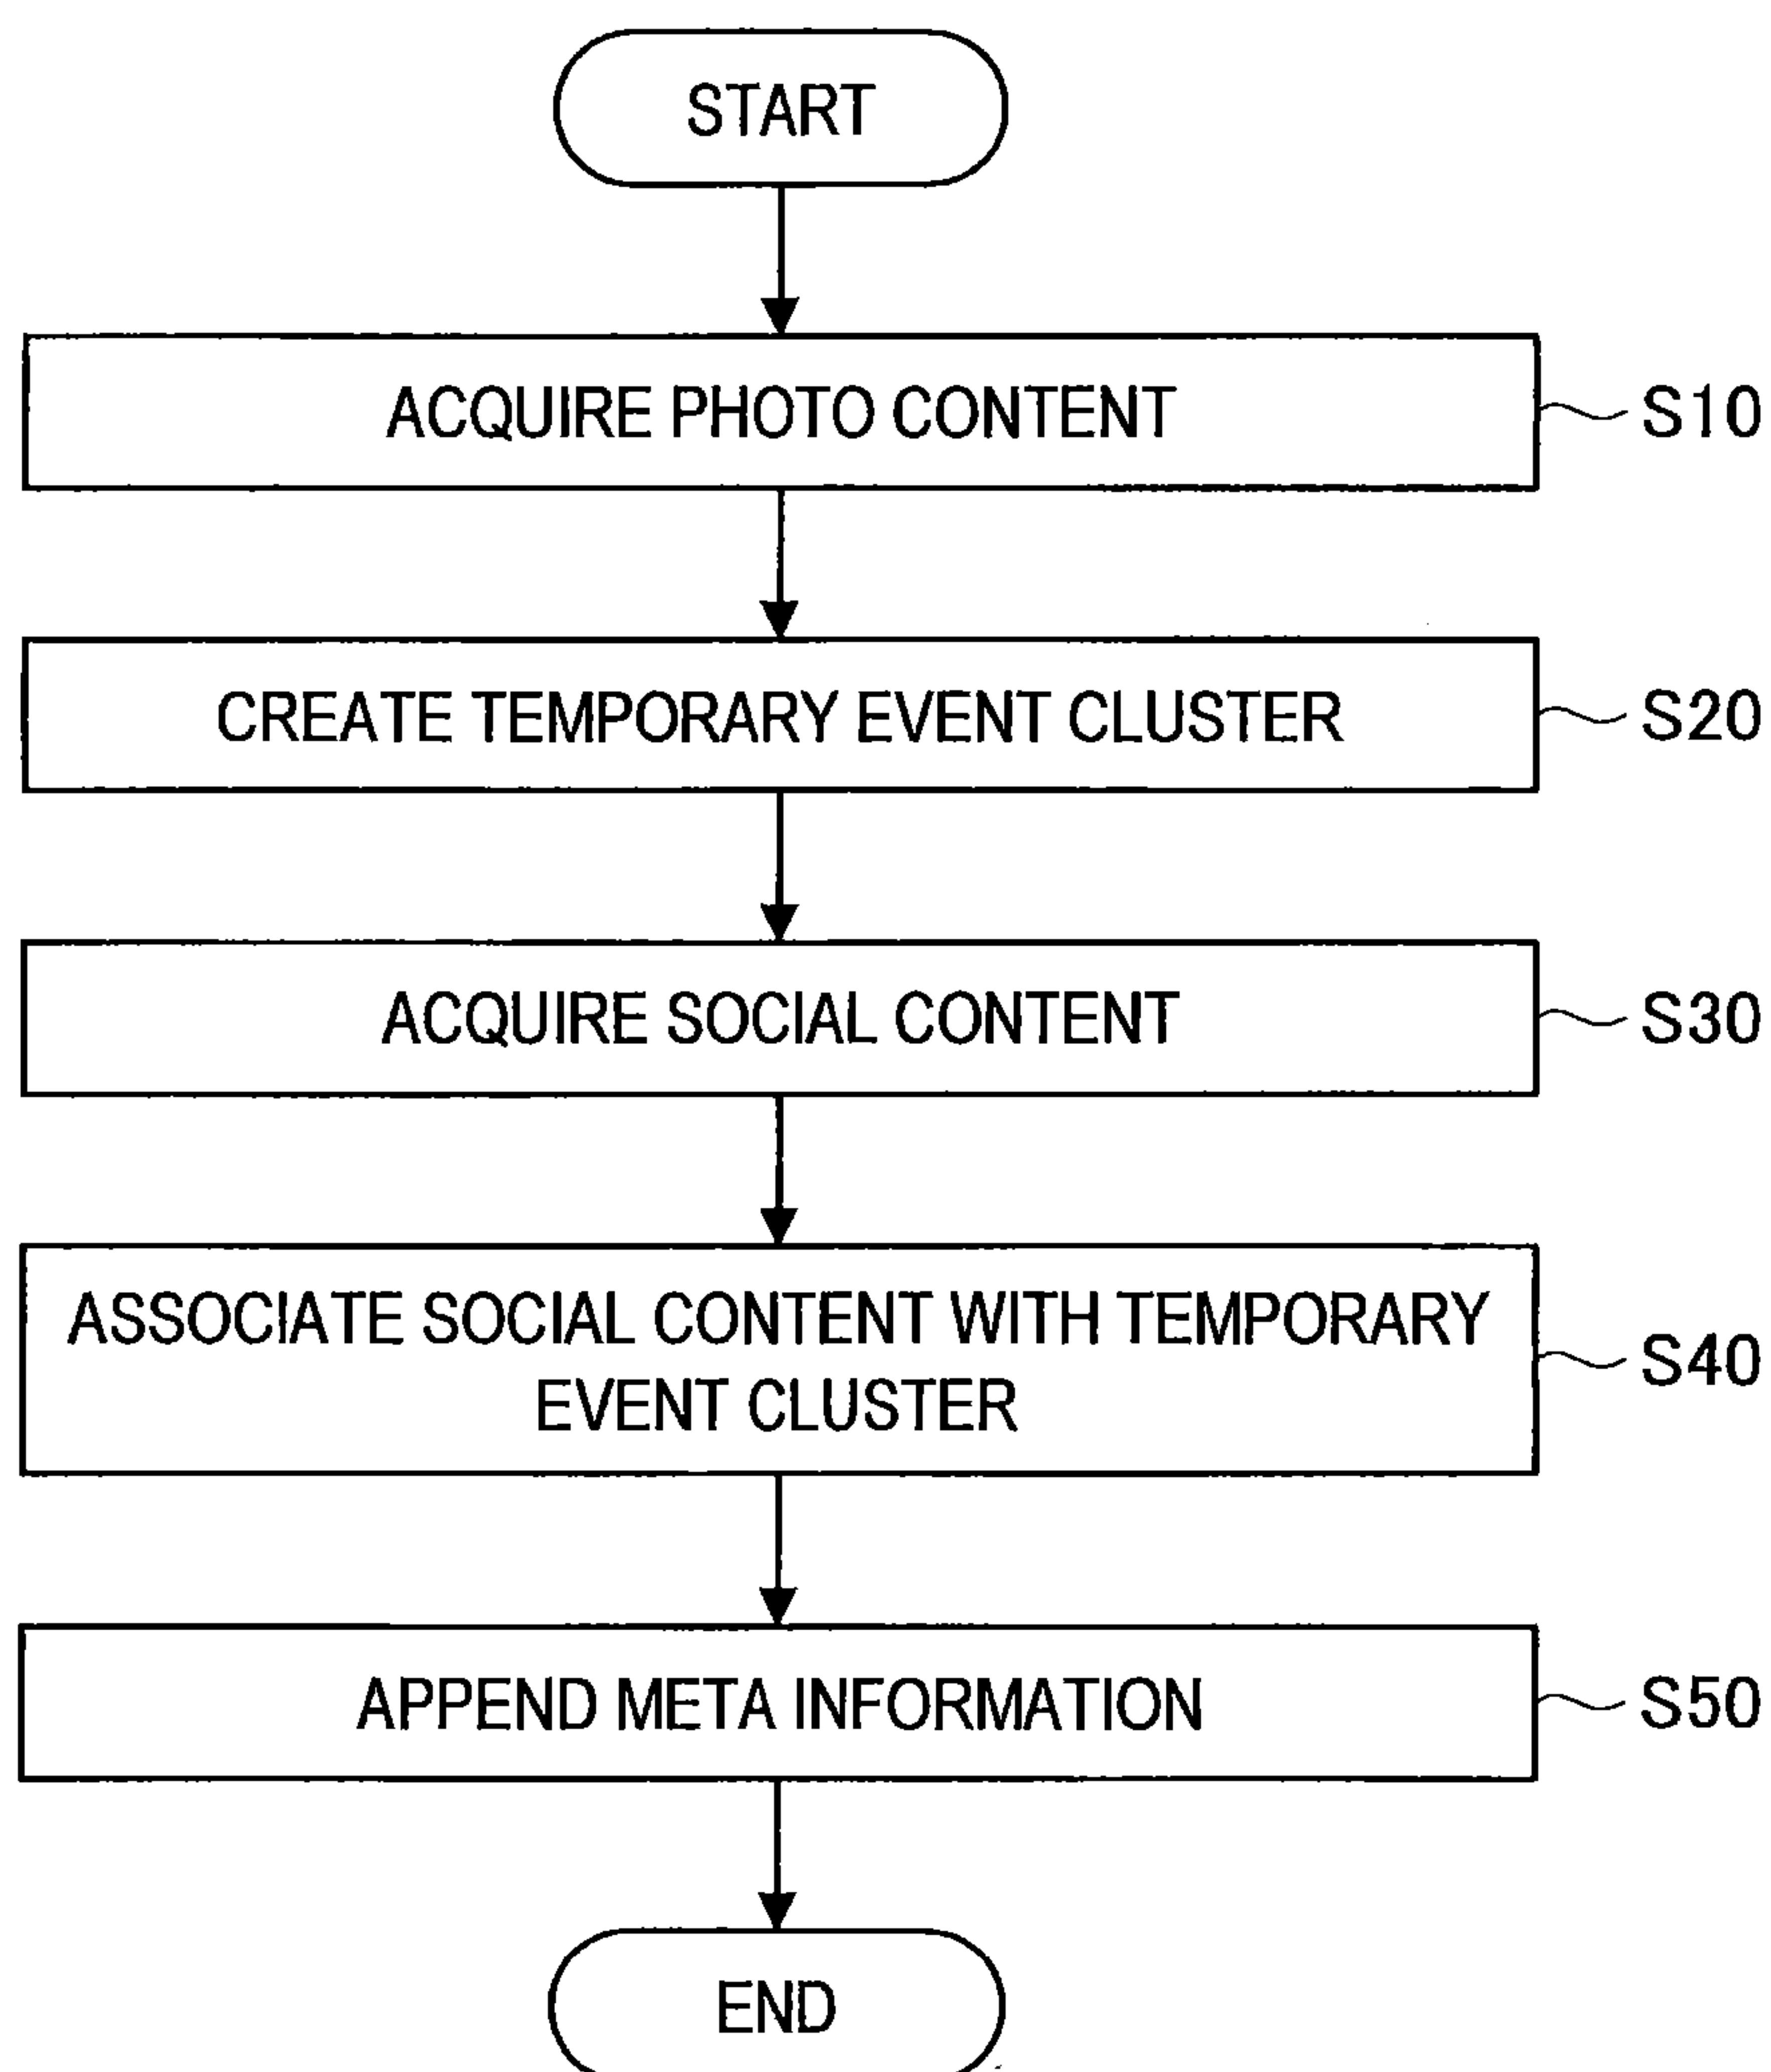 START
ACQUIRE PHOTO CONTENT
S10
CREATE TEMPORARY EVENT CLUSTER
S20
ACQUIRE SOCIAL CONTENT
S30
ASSOCIATE SOCIAL CONTENT WITH TEMPORARY
EVENT CLUSTER
S40
APPEND META INFORMATION
S50
END